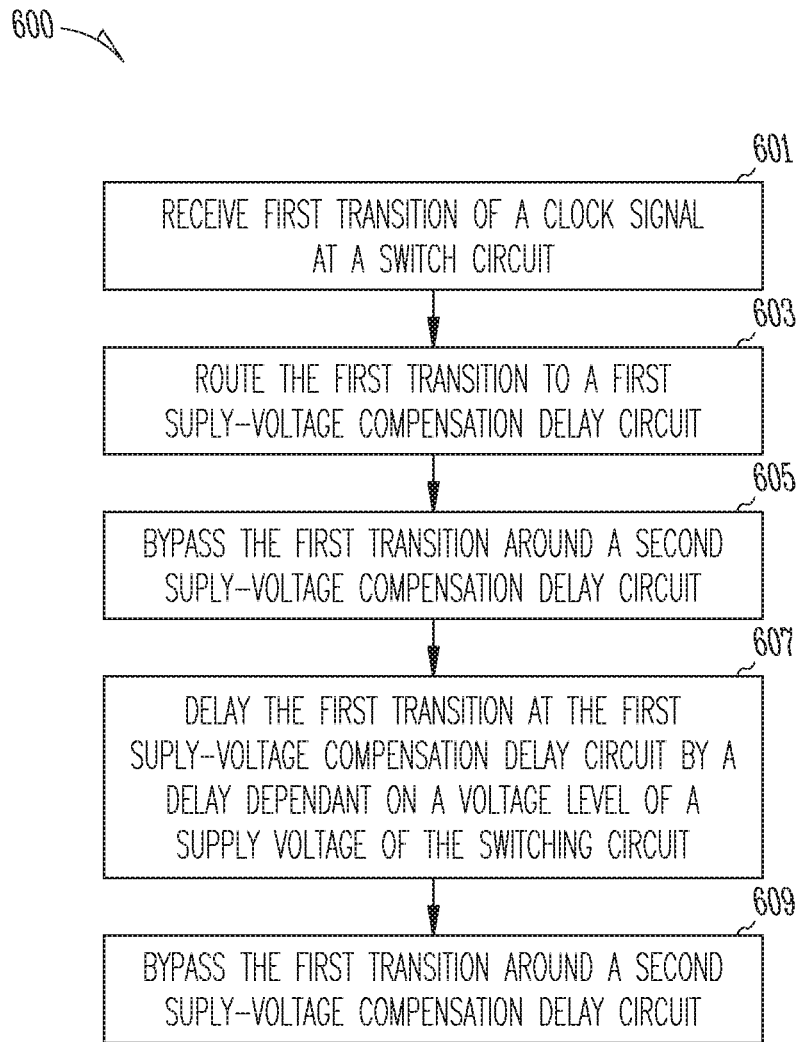 600
601
RECEIVE FIRST TRANSITION OF A CLOCK SIGNAL
AT A SWITCH CIRCUIT
603
ROUTE THE FIRST TRANSITION TO A FIRST
SUPLY-VOLTAGE COMPENSATION DELAY CIRCUIT
605
BYPASS THE FIRST TRANSITION AROUND A SECOND
SUPLY-VOLTAGE COMPENSATION DELAY CIRCUIT
607
DELAY THE FIRST TRANSITION AT THE FIRST
SUPLY-VOLTAGE COMPENSATION DELAY CIRCUIT BY A
DELAY DEPENDANT ON A VOLTAGE LEVEL OF A
SUPPLY VOLTAGE OF THE SWITCHING CIRCUIT
609
BYPASS THE FIRST TRANSITION AROUND A SECOND
SUPLY-VOLTAGE COMPENSATION DELAY CIRCUIT